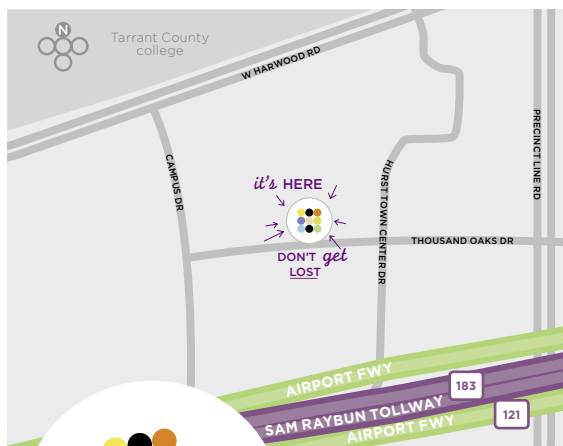 N
Tarrant County
college
W HARWOOD RD
CAMPUS DR
PRECINCT LINE RD
HURST TOWN CENTER DR
it's HERE
THOUSAND OAKS DR
DON'T get
LOST
AIRPORT FWY
183
SAM RAYBUN TOLLWAY
121
AIRPORT FWY